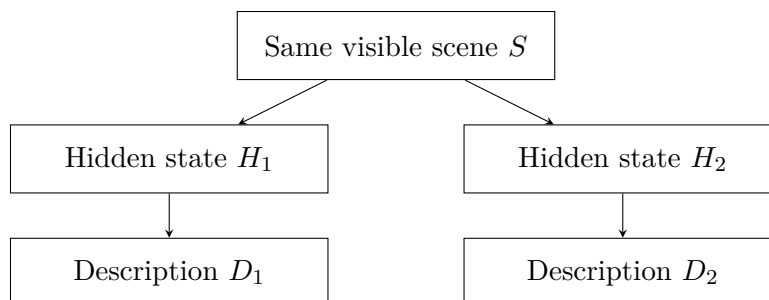 Same visible scene S
Hidden state H₁
Hidden state H₂
Description D₁
Description D₂